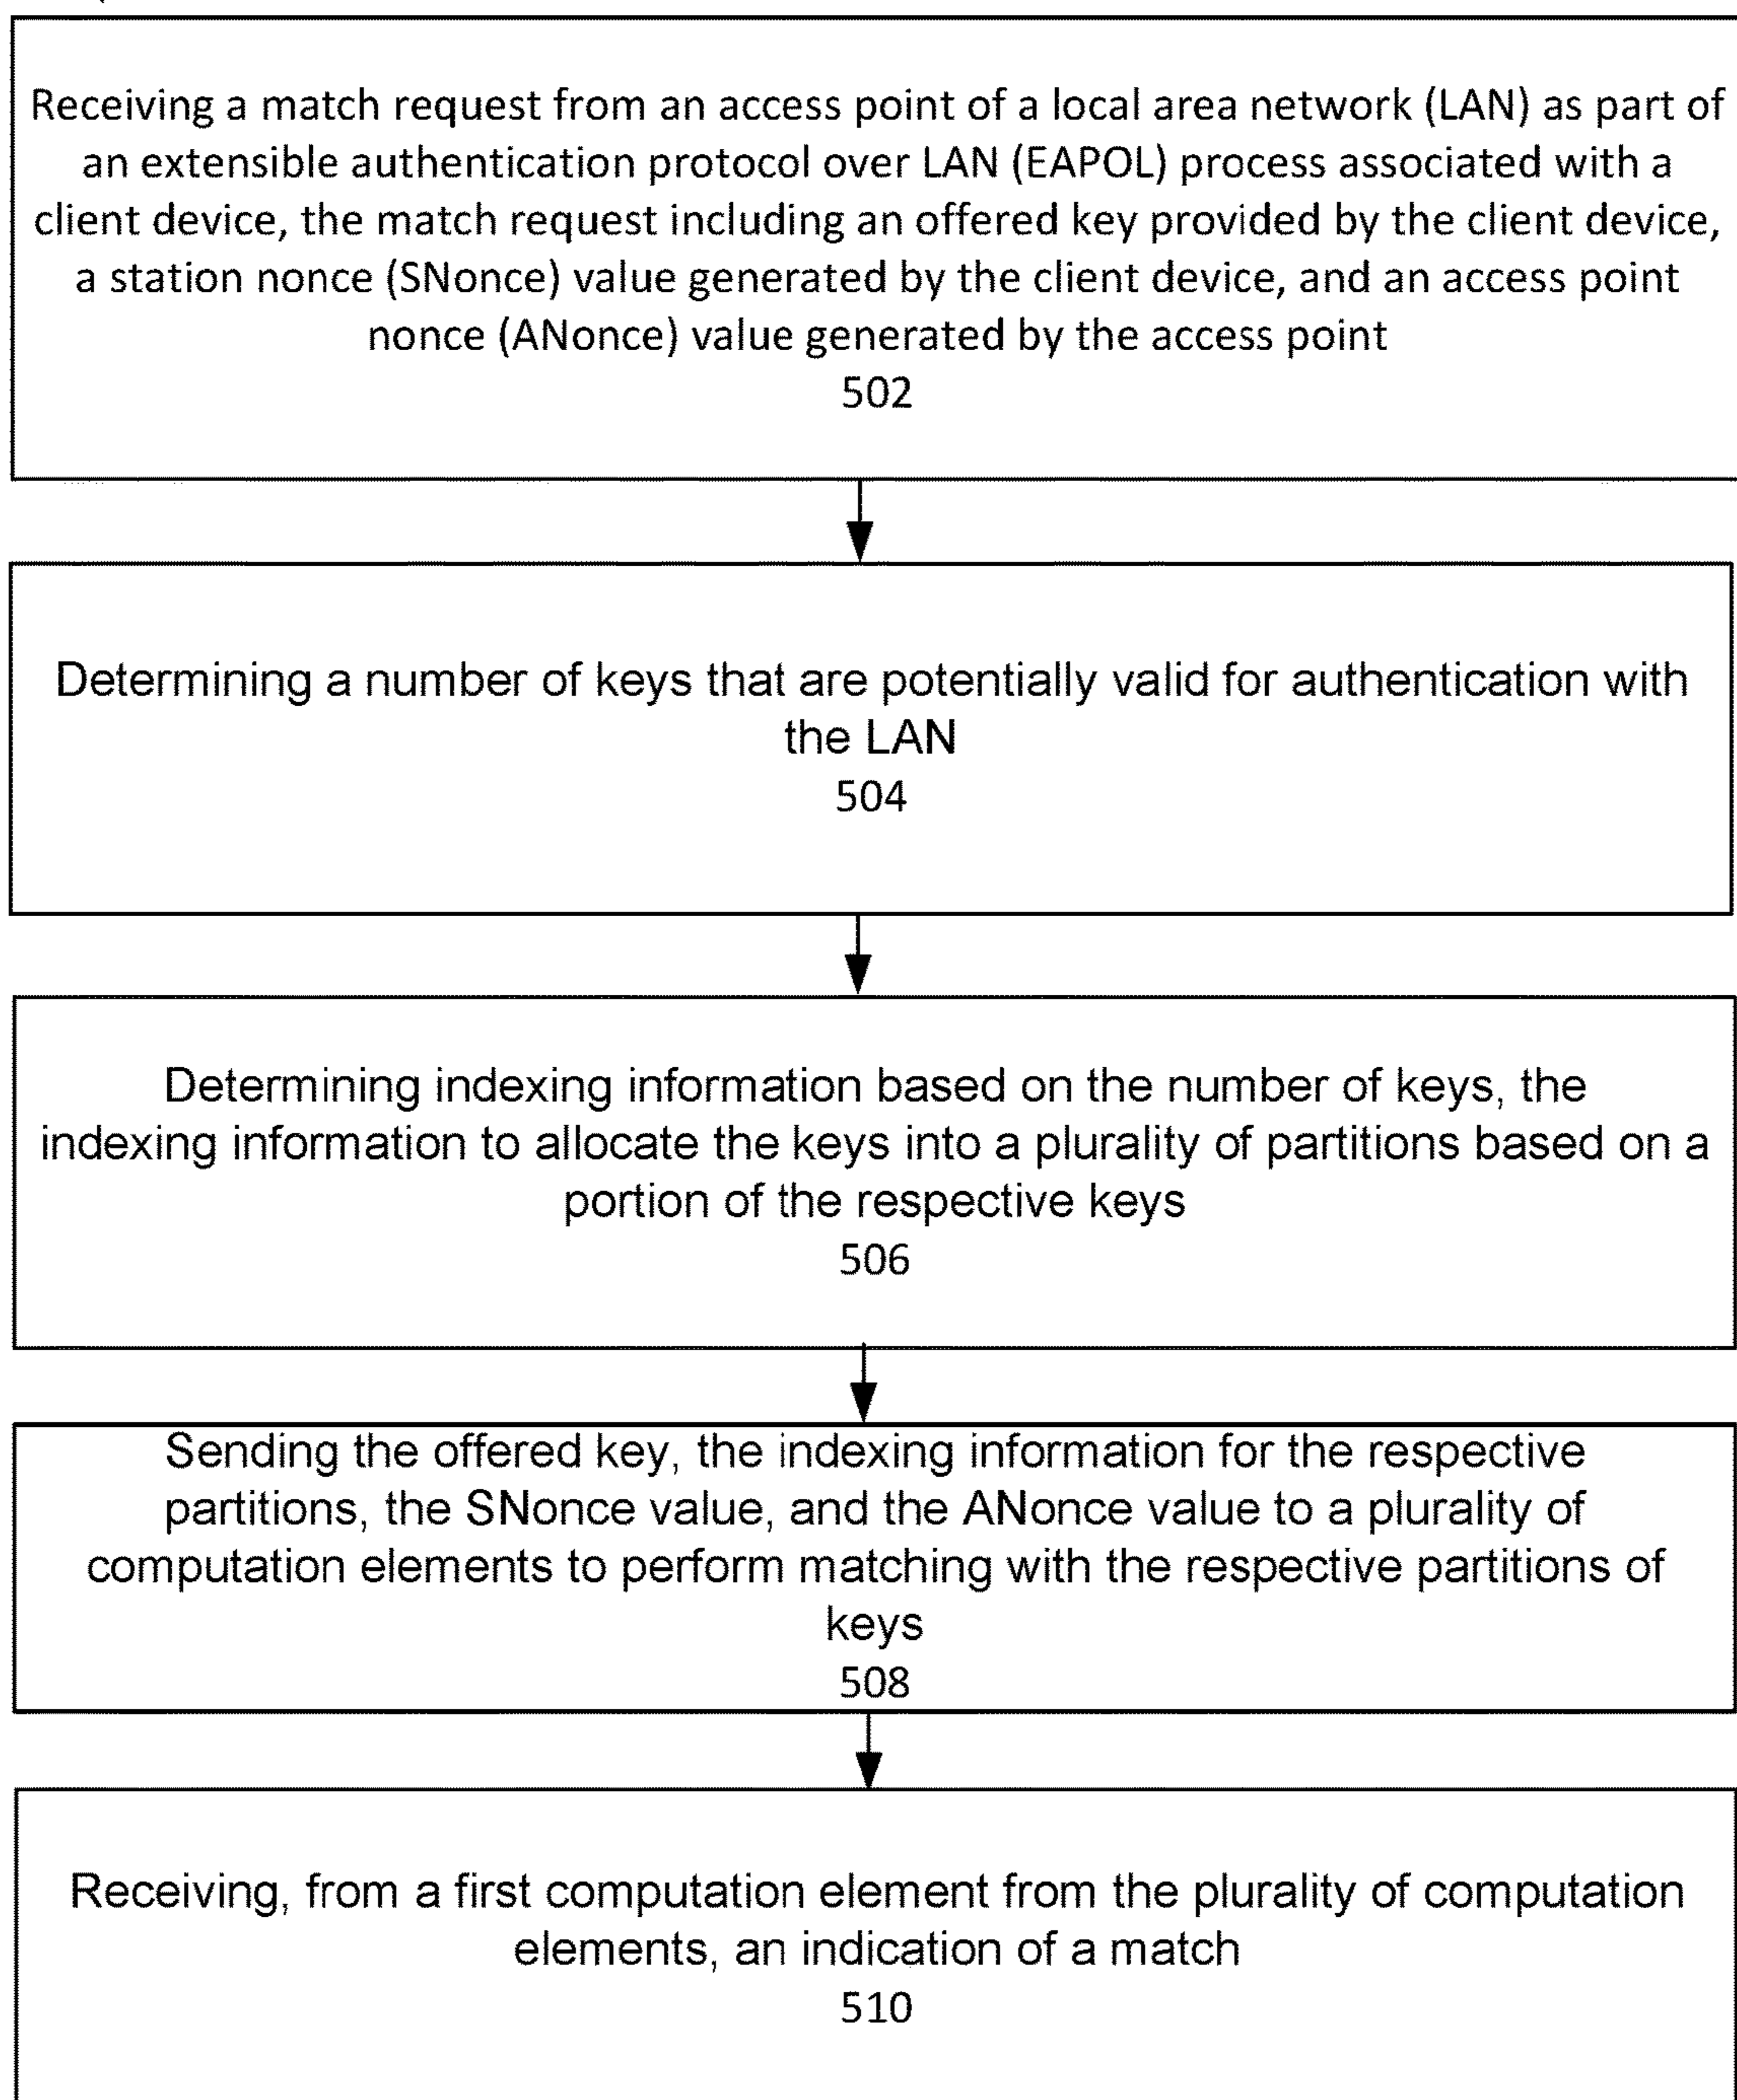 Receiving a match request from an access point of a local area network (LAN) as part of
an extensible authentication protocol over LAN (EAPOL) process associated with a
client device, the match request including an offered key provided by the client device,
a station nonce (SNonce) value generated by the client device, and an access point
nonce (ANonce) value generated by the access point
502
Determining a number of keys that are potentially valid for authentication with
the LAN
504
Determining indexing information based on the number of keys, the
indexing information to allocate the keys into a plurality of partitions based on a
portion of the respective keys
506
Sending the offered key, the indexing information for the respective
partitions, the SNonce value, and the ANonce value to a plurality of
computation elements to perform matching with the respective partitions of
keys
508
Receiving, from a first computation element from the plurality of computation
elements, an indication of a match
510